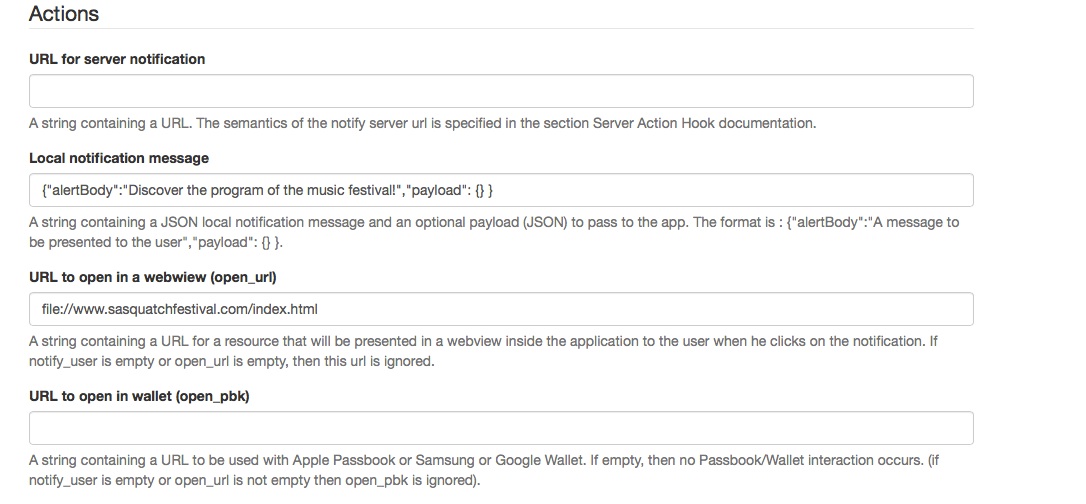 Actions
URL for server notification
A string containing a URL. The semantics of the notify server url is specified in the section Server Action Hook documentation.
Local notification message
{"alertBody":"Discover the program of the music festival!","payload": {} }
A string containing a JSON local notification message and an optional payload (JSON) to pass to the app. The format is : {"alertBody":"A message to
be presented to the user","payload": {} }.
URL to open in a webwiew (open_url)
file://www.sasquatchfestival.com/index.html
A string containing a URL for a resource that will be presented in a webview inside the application to the user when he clicks on the notification. If
notify_user is empty or open_url is empty, then this url is ignored.
URL to open in wallet (open_pbk)
A string containing a URL to be used with Apple Passbook or Samsung or Google Wallet. If empty, then no Passbook/Wallet interaction occurs. (if
notify_user is empty or open_url is not empty then open_pbk is ignored).